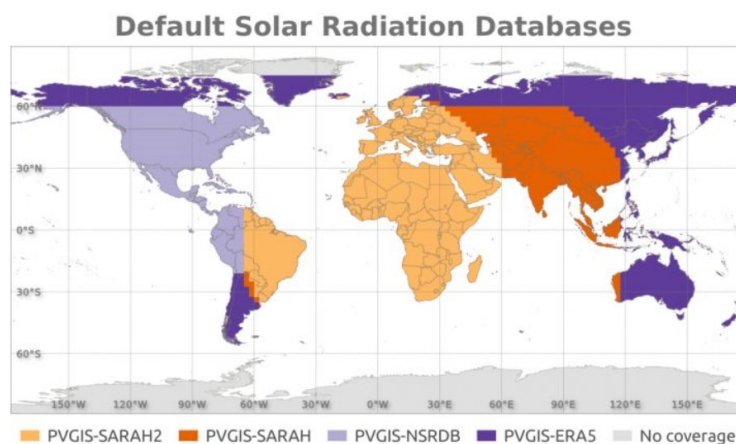 Default Solar Radiation Databases
60°N
30°N
0°S
30°S
60°S
150°W 120°W 90°W 60°W 30°W 0°E 30°E 60°E 90°E 120°E 150°E
PVGIS-SARAH2 PVGIS-SARAH PVGIS-NSRDB PVGIS-ERA5 No coverage